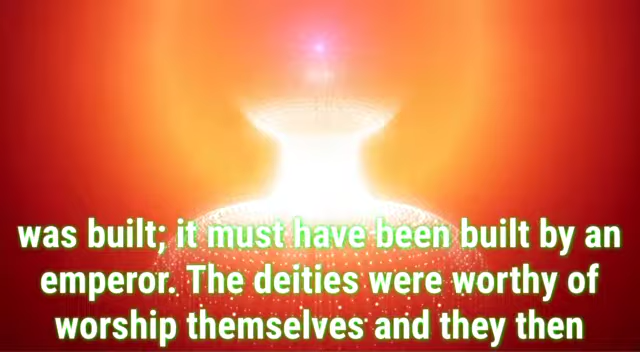 was built; it must have been built by an
emperor. The deities were worthy of
worship themselves and they then